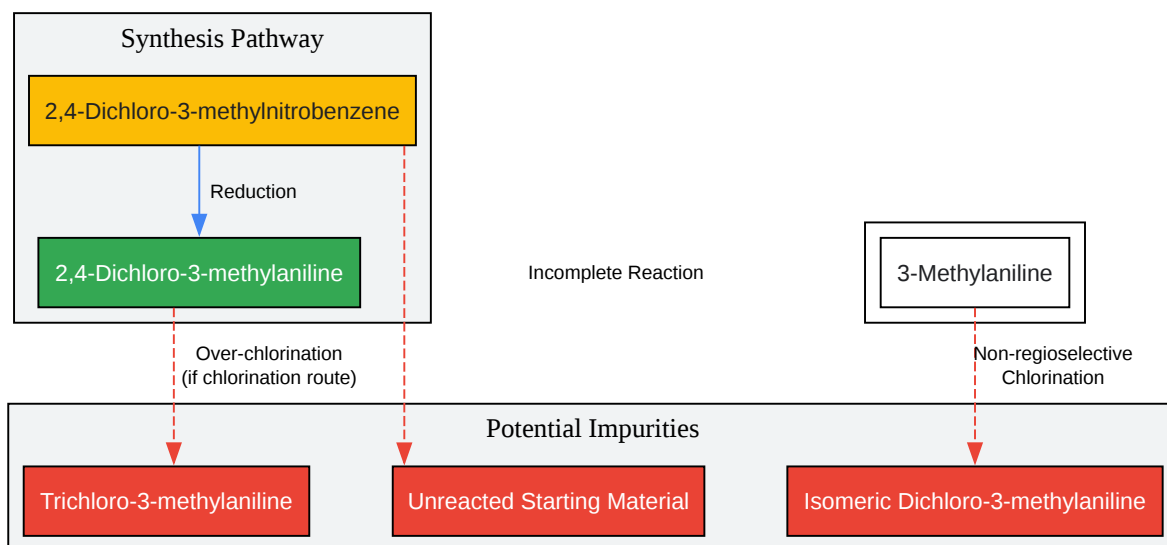 Synthesis Pathway
2,4-Dichloro-3-methylnitrobenzene
Reduction
2,4-Dichloro-3-methylaniline
Incomplete Reaction
3-Methylaniline
Over-chlorination
(if chlorination route)
Non-regioselective
Chlorination
Potential Impurities
Trichloro-3-methylaniline
Unreacted Starting Material
Isomeric Dichloro-3-methylaniline